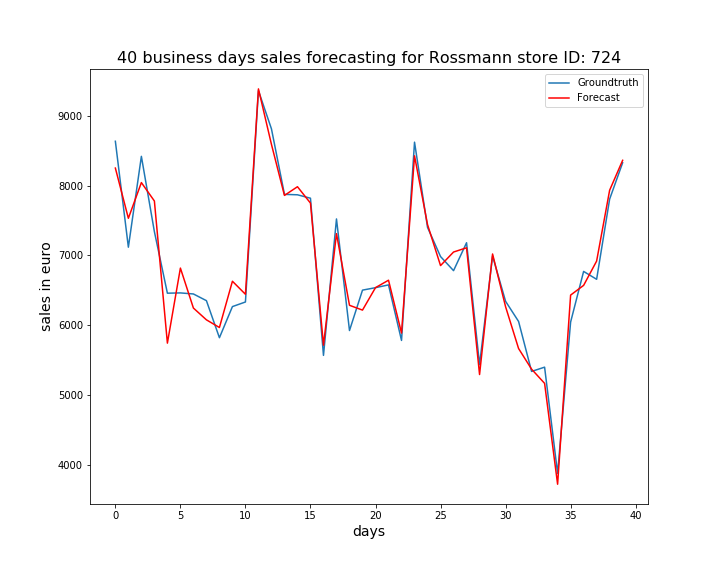 40 business days sales forecasting for Rossmann store ID: 724
Groundtruth
Forecast
sales in euro
9000
8000
7000
6000
5000
4000
0 5 10 15 20 25 30 35 40
days